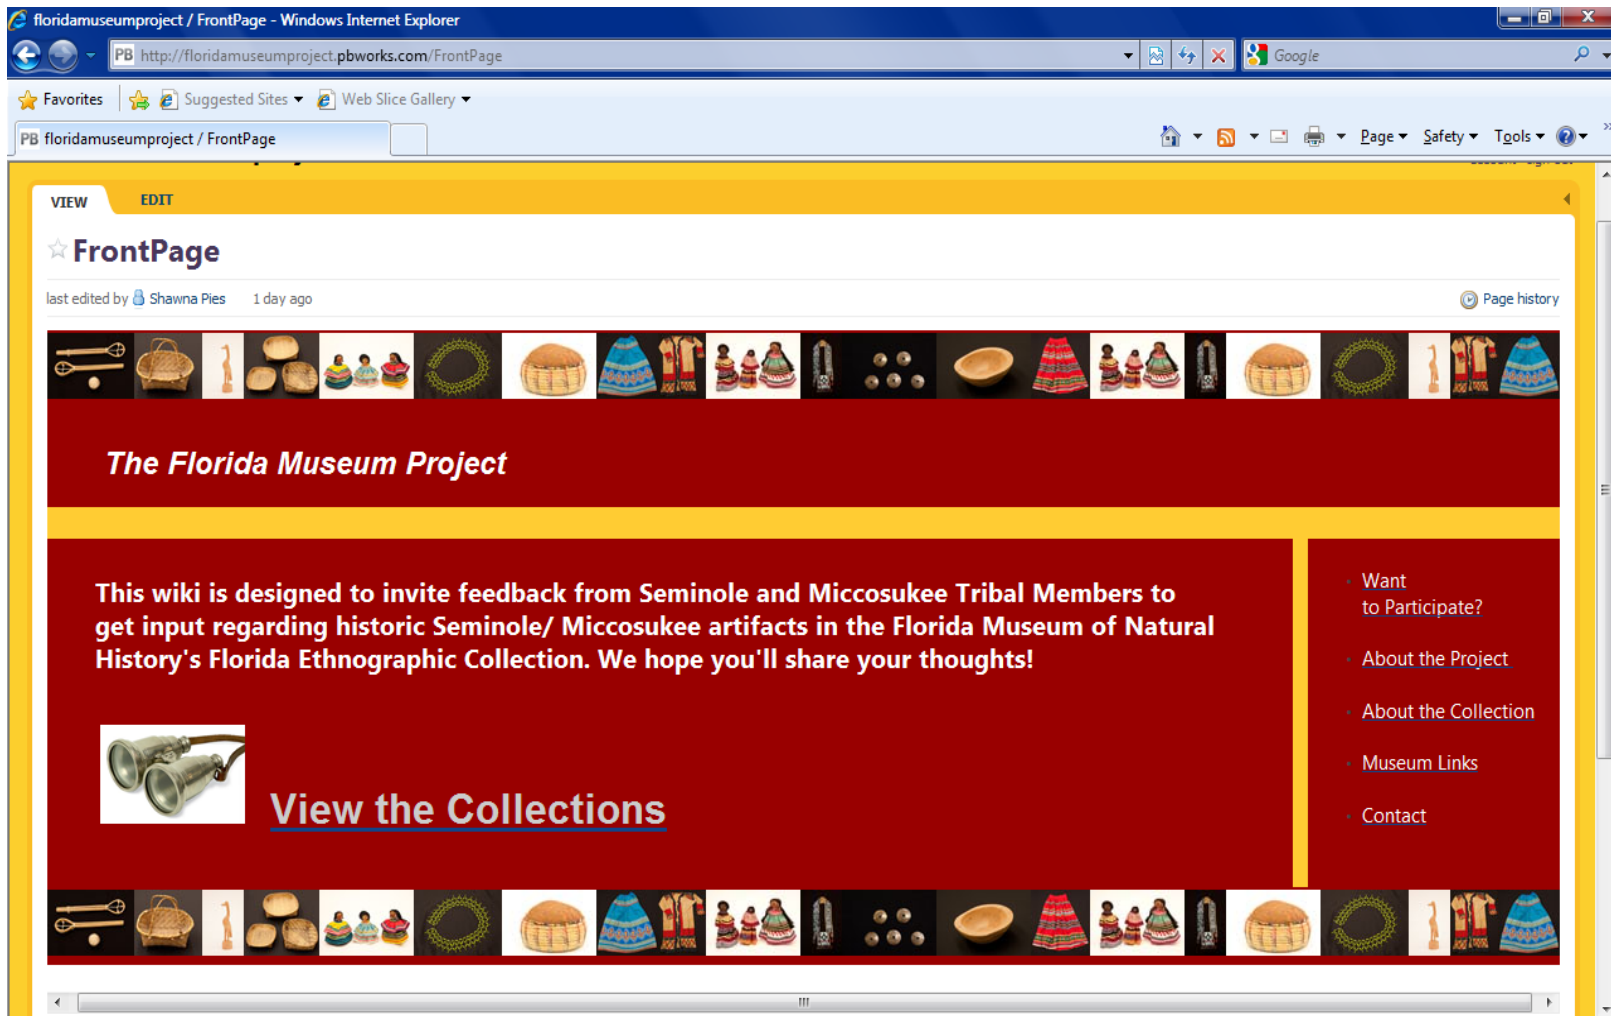 floridamuseumproject / FrontPage - Windows Internet Explorer
PB http://floridamuseumproject.pbworks.com/FrontPage
Google
Favorites Suggested Sites Web Slice Gallery
PB floridamuseumproject / FrontPage
Page Safety Tools
VIEW EDIT
FrontPage
last edited by Shawna Pies 1 day ago
Page history
The Florida Museum Project
This wiki is designed to invite feedback from Seminole and Miccosukee Tribal Members to
get input regarding historic Seminole/ Miccosukee artifacts in the Florida Museum of Natural
History's Florida Ethnographic Collection. We hope you'll share your thoughts!
View the Collections
Want
to Participate?
About the Project
About the Collection
Museum Links
Contact